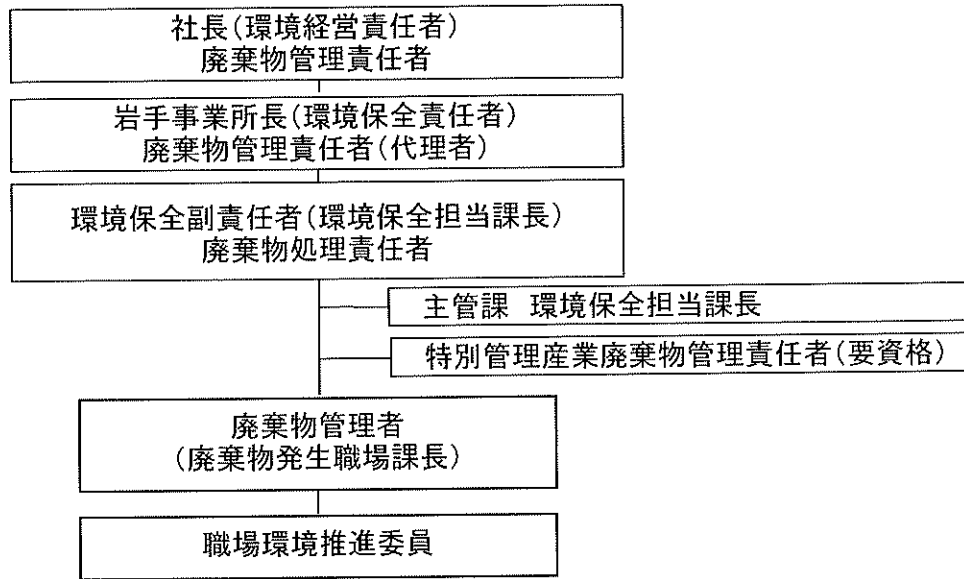 社長(環境経営責任者)
廃棄物管理責任者
岩手事業所長(環境保全責任者)
廃棄物管理責任者(代理者)
環境保全副責任者(環境保全担当課長)
廃棄物処理責任者
主管課 環境保全担当課長
特別管理産業廃棄物管理責任者(要資格)
廃棄物管理者
(廃棄物発生職場課長)
職場環境推進委員